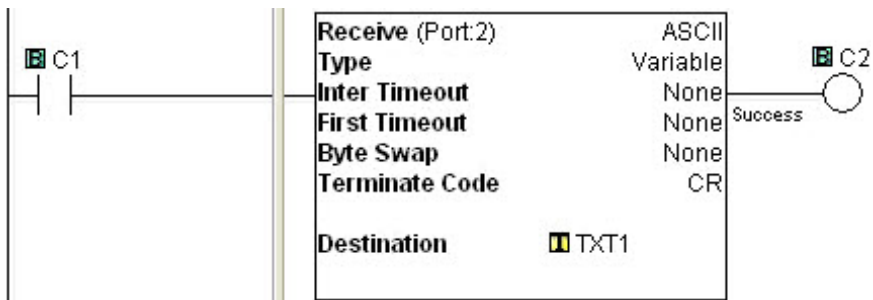 Receive (Port:2) ASCII
B C1
Type Variable
B C2
Inter Timeout None
First Timeout None
Success
Byte Swap None
Terminate Code CR
Destination T TXT1